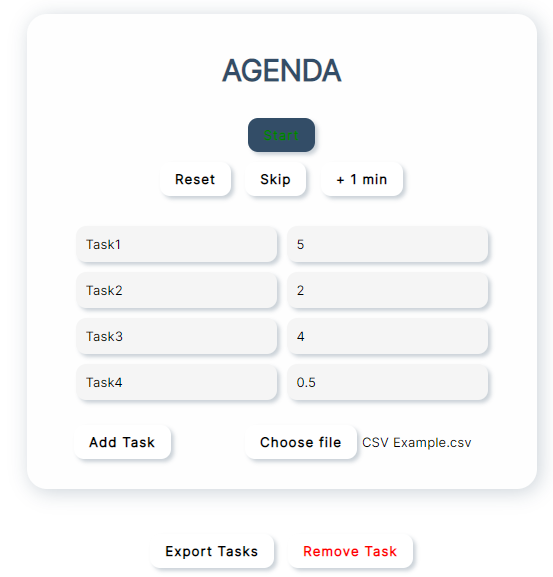 AGENDA
Start
Reset Skip + 1 min
Task1 5
Task2 2
Task3 4
Task4 0.5
Add Task Choose file CSV Example.csv
Export Tasks Remove Task